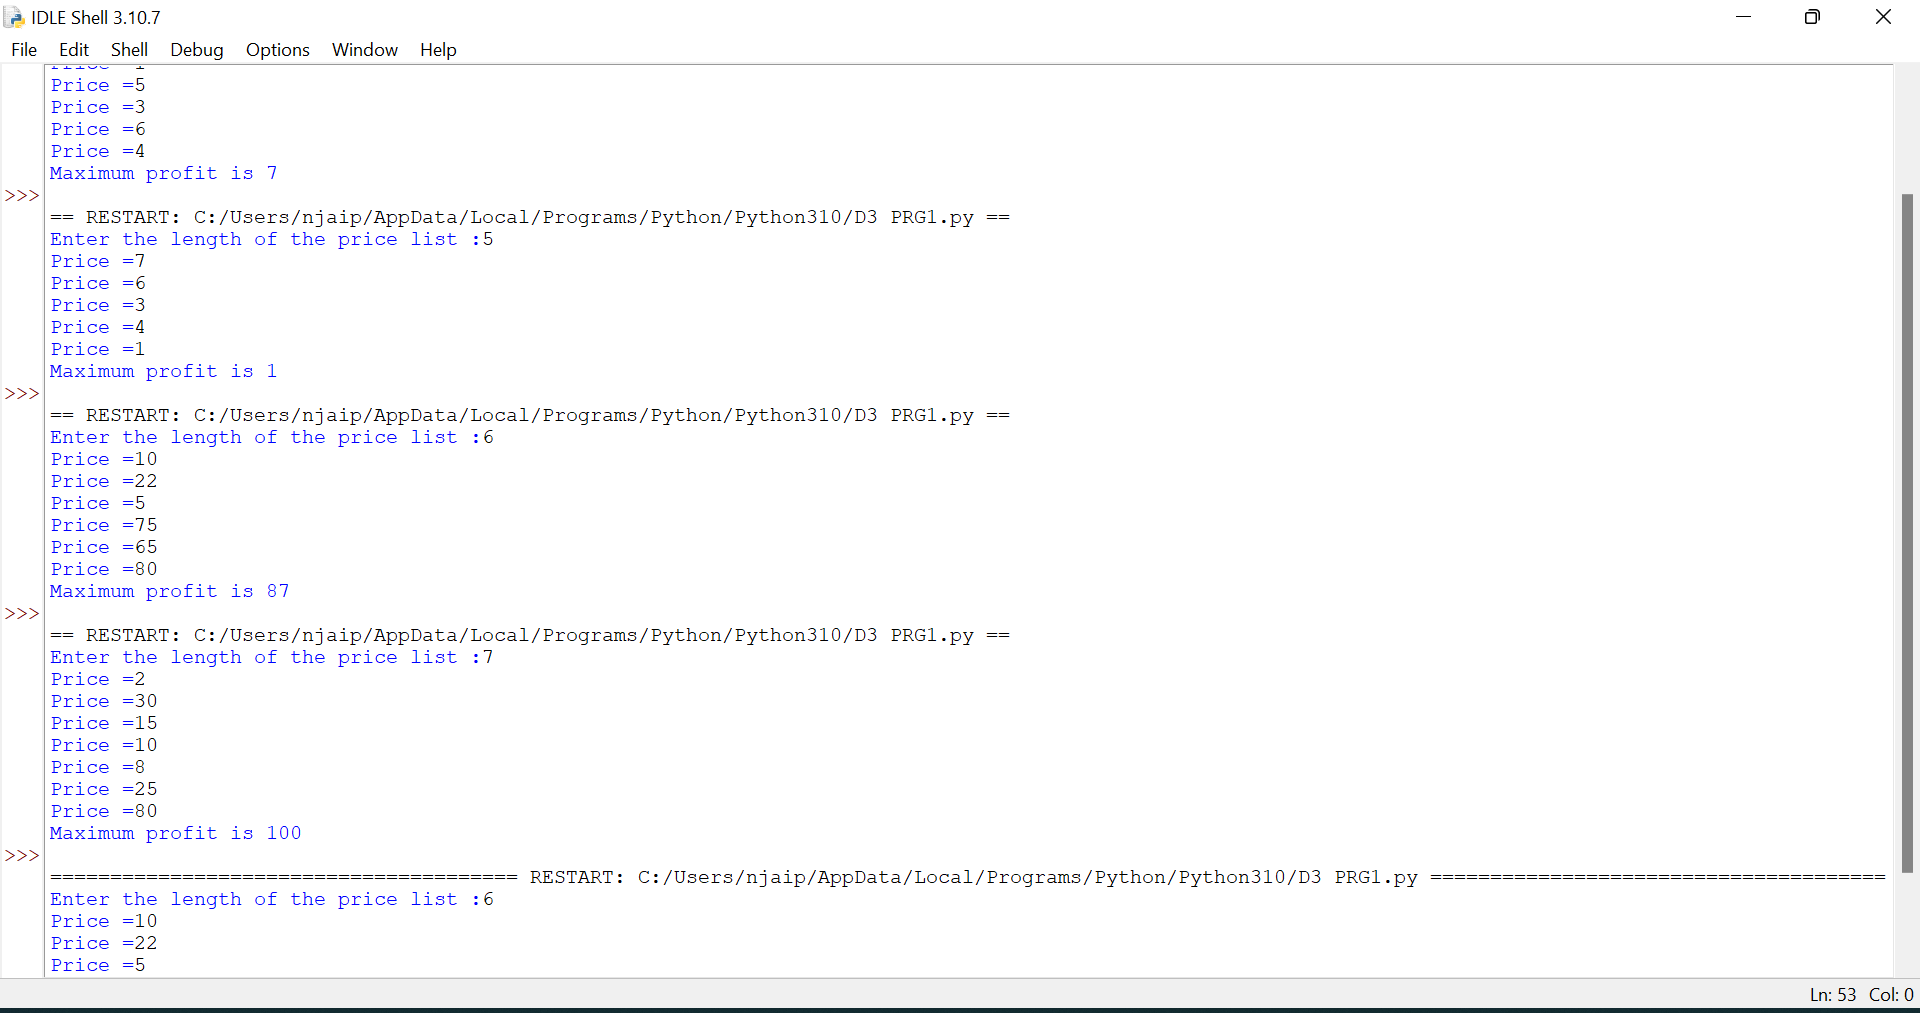 IDLE Shell 3.10.7
File Edit Shell Debug Options Window Help
Price =5
Price =3
Price =6
Price =4
Maximum profit is 7
>>>
== RESTART: C:/Users/njaip/AppData/Local/Programs/Python/Python310/D3 PRG1.py ==
Enter the length of the price list :5
Price =7
Price =6
Price =3
Price =4
Price =1
Maximum profit is 1
>>>
== RESTART: C:/Users/njaip/AppData/Local/Programs/Python/Python310/D3 PRG1.py ==
Enter the length of the price list :6
Price =10
Price =22
Price =5
Price =75
Price =65
Price =80
Maximum profit is 87
>>>
== RESTART: C:/Users/njaip/AppData/Local/Programs/Python/Python310/D3 PRG1.py ==
Enter the length of the price list :7
Price =2
Price =30
Price =15
Price =10
Price =8
Price =25
Price =80
Maximum profit is 100
>>>
======================================= RESTART: C:/Users/njaip/AppData/Local/Programs/Python/Python310/D3 PRG1.py ======================================
Enter the length of the price list :6
Price =10
Price =22
Price =5
Ln: 53 Col: 0